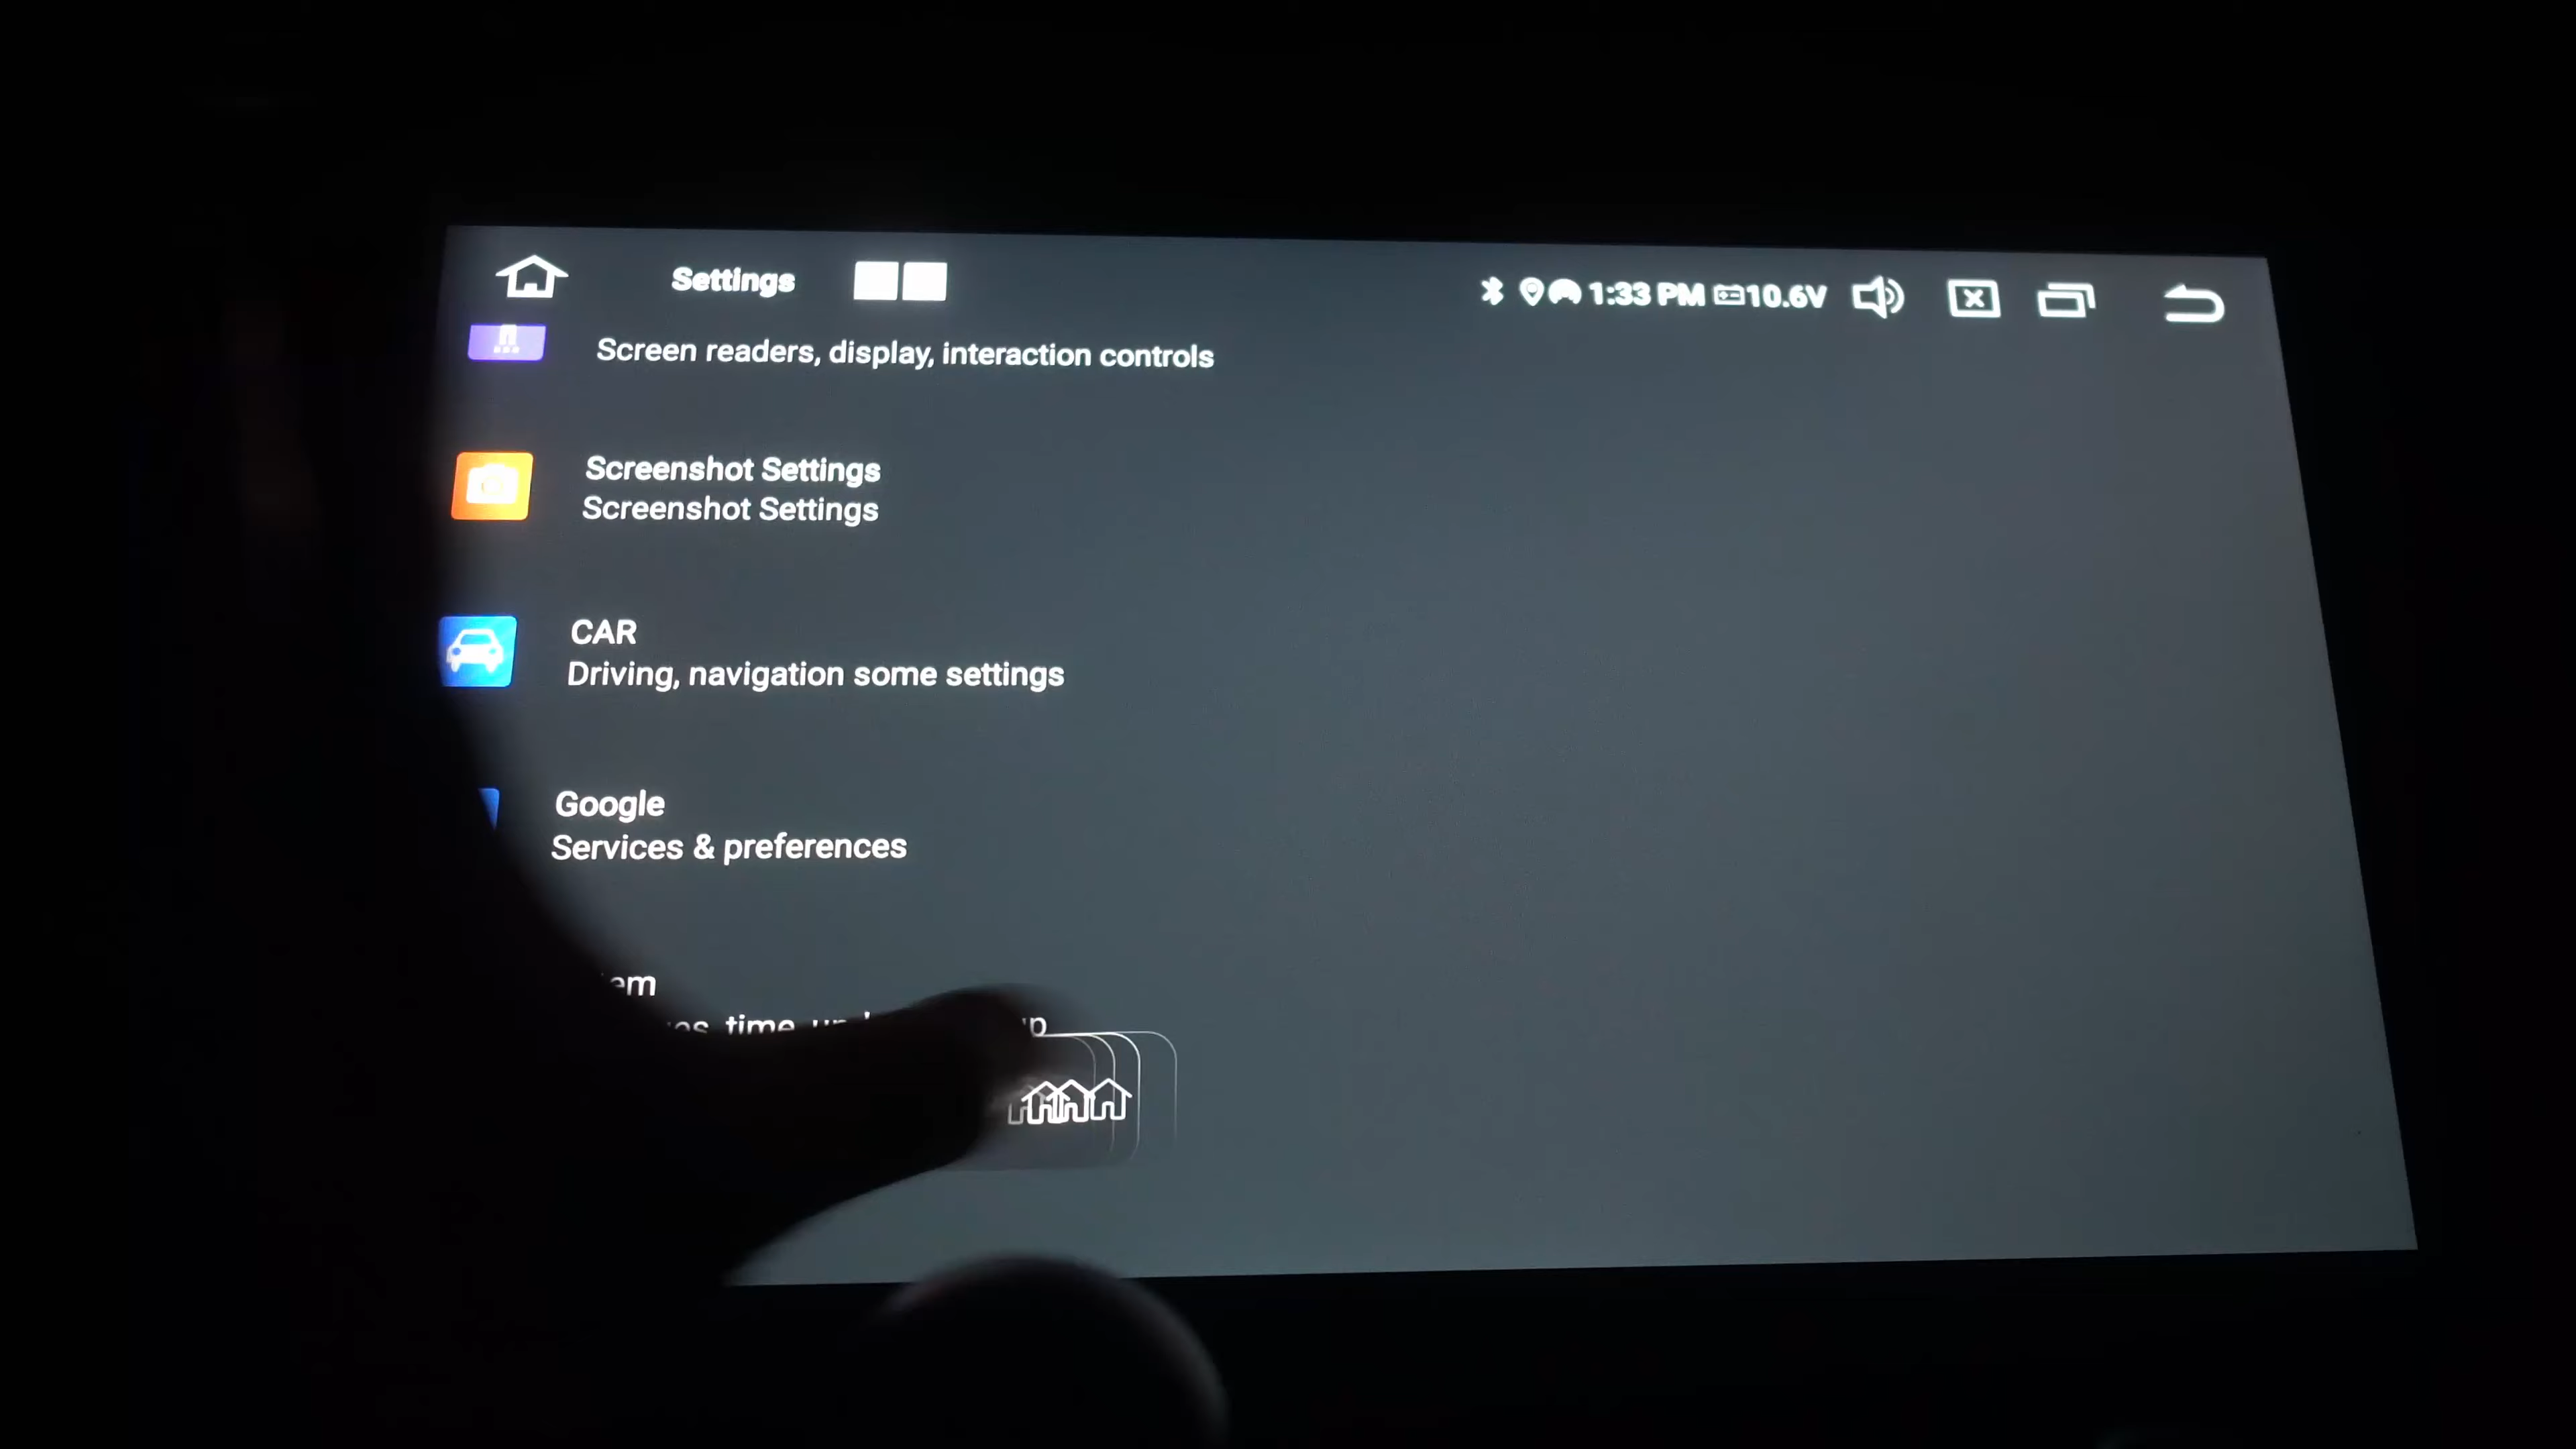 Settings
1:33 PM 10.6V
Screen readers, display, interaction controls
Screenshot Settings
Screenshot Settings
CAR
Driving, navigation some settings
Google
Services & preferences
time